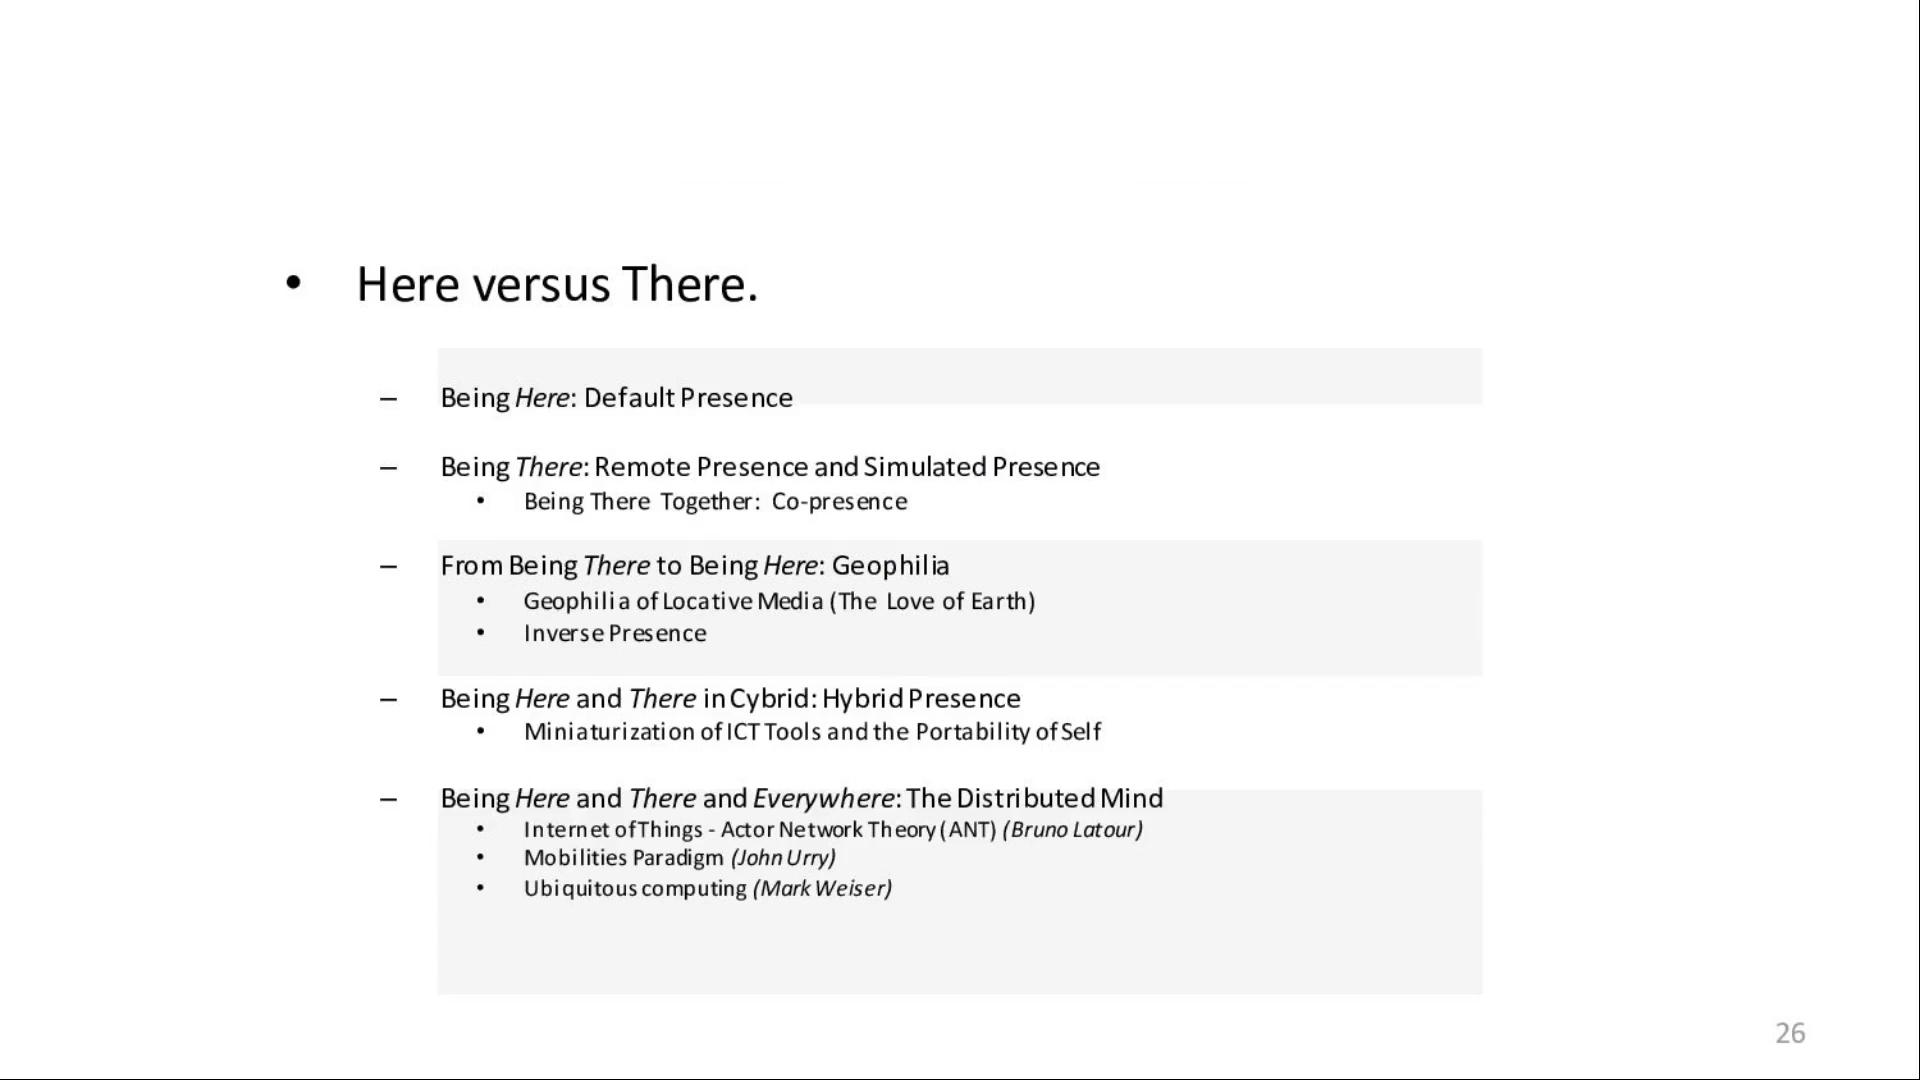 • Here versus There.
– Being Here: Default Presence
– Being There: Remote Presence and Simulated Presence
• Being There Together: Co-presence
– From Being There to Being Here: Geophilia
• Geophilia of Locative Media (The Love of Earth)
• Inverse Presence
– Being Here and There in Cybrid: Hybrid Presence
• Miniaturization of ICT Tools and the Portability of Self
– Being Here and There and Everywhere: The Distributed Mind
• Internet of Things - Actor Network Theory (ANT) (Bruno Latour)
• Mobilities Paradigm (John Urry)
• Ubiquitous computing (Mark Weiser)
26